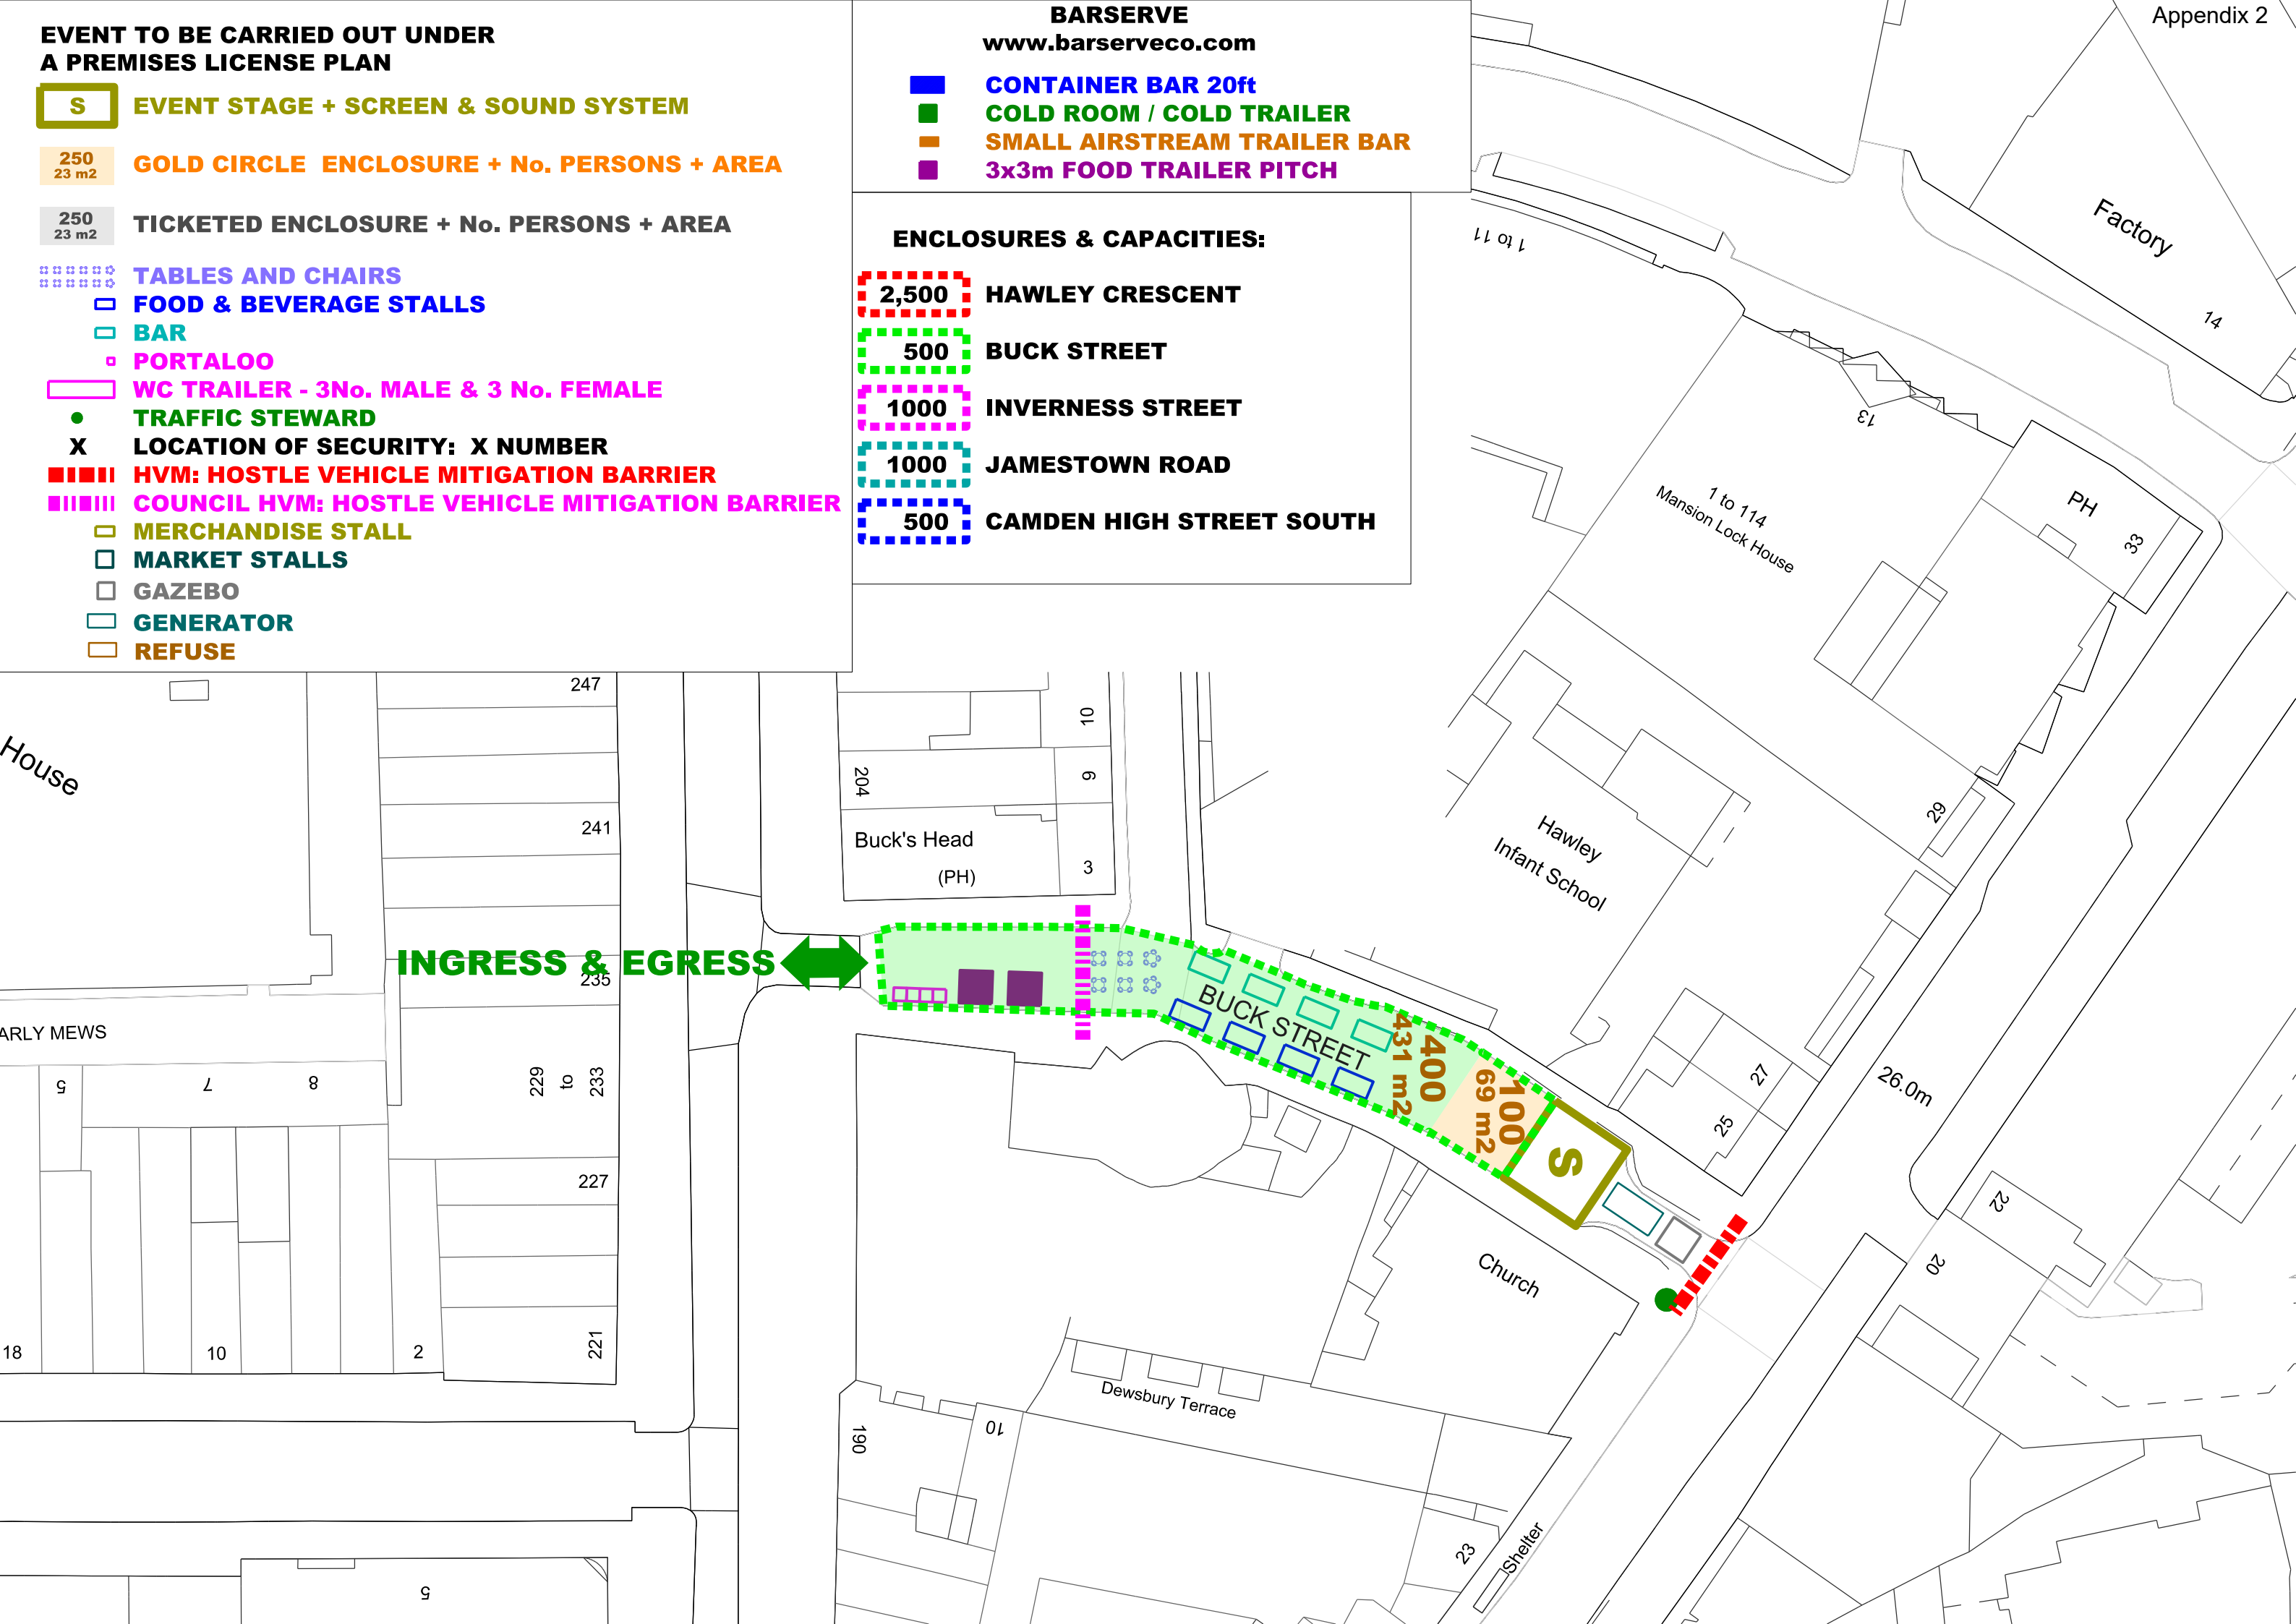 Appendix 2
EVENT TO BE CARRIED OUT UNDER
A PREMISES LICENSE PLAN
S EVENT STAGE + SCREEN & SOUND SYSTEM
250
23 m2
GOLD CIRCLE ENCLOSURE + No. PERSONS + AREA
250
23 m2
TICKETED ENCLOSURE + No. PERSONS + AREA
TABLES AND CHAIRS
FOOD & BEVERAGE STALLS
BAR
PORTALOO
WC TRAILER - 3No. MALE & 3 No. FEMALE
TRAFFIC STEWARD
X LOCATION OF SECURITY: X NUMBER
HVM: HOSTLE VEHICLE MITIGATION BARRIER
COUNCIL HVM: HOSTLE VEHICLE MITIGATION BARRIER
MERCHANDISE STALL
MARKET STALLS
GAZEBO
GENERATOR
REFUSE
BARSERVE
www.barserveco.com
CONTAINER BAR 20ft
COLD ROOM / COLD TRAILER
SMALL AIRSTREAM TRAILER BAR
3x3m FOOD TRAILER PITCH
ENCLOSURES & CAPACITIES:
2,500 HAWLEY CRESCENT
500 BUCK STREET
1000 INVERNESS STREET
1000 JAMESTOWN ROAD
500 CAMDEN HIGH STREET SOUTH
1 to 11
Factory
14
13
PH
33
1 to 114
Mansion Lock House
House
247
241
235
204
10
9
Buck's Head
(PH)
3
Hawley
Infant School
29
INGRESS & EGRESS
BUCK STREET
400
431 m2
100
69 m2
S
27
25
26.0m
22
20
ARLY MEWS
5
7
8
229
to
233
227
221
18
10
2
Church
Dewsbury Terrace
190
10
23
Shelter
5